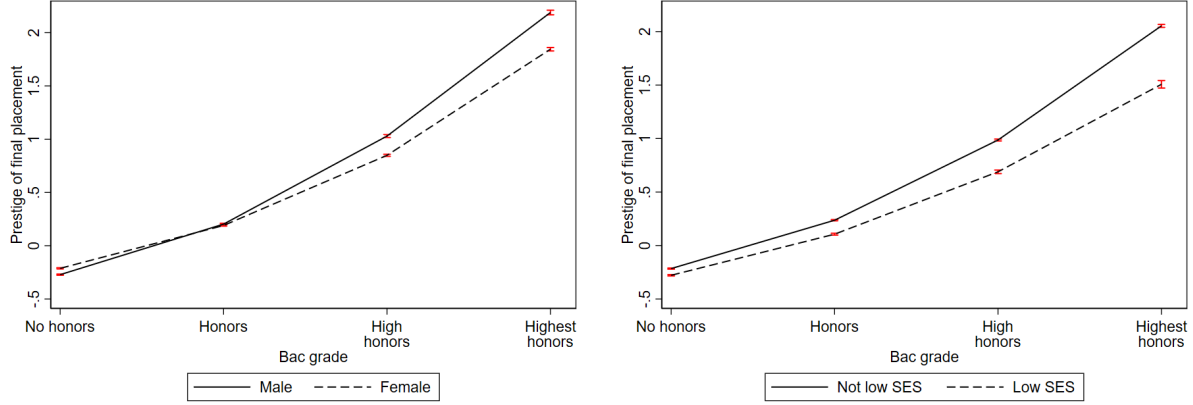 Prestige of final placement
2
1.5
1
.5
0
-.5
No honors
Honors
High
honors
Highest
honors
Bac grade
Male
Female
Prestige of final placement
2
1.5
1
.5
0
-.5
No honors
Honors
High
honors
Highest
honors
Bac grade
Not low SES
Low SES